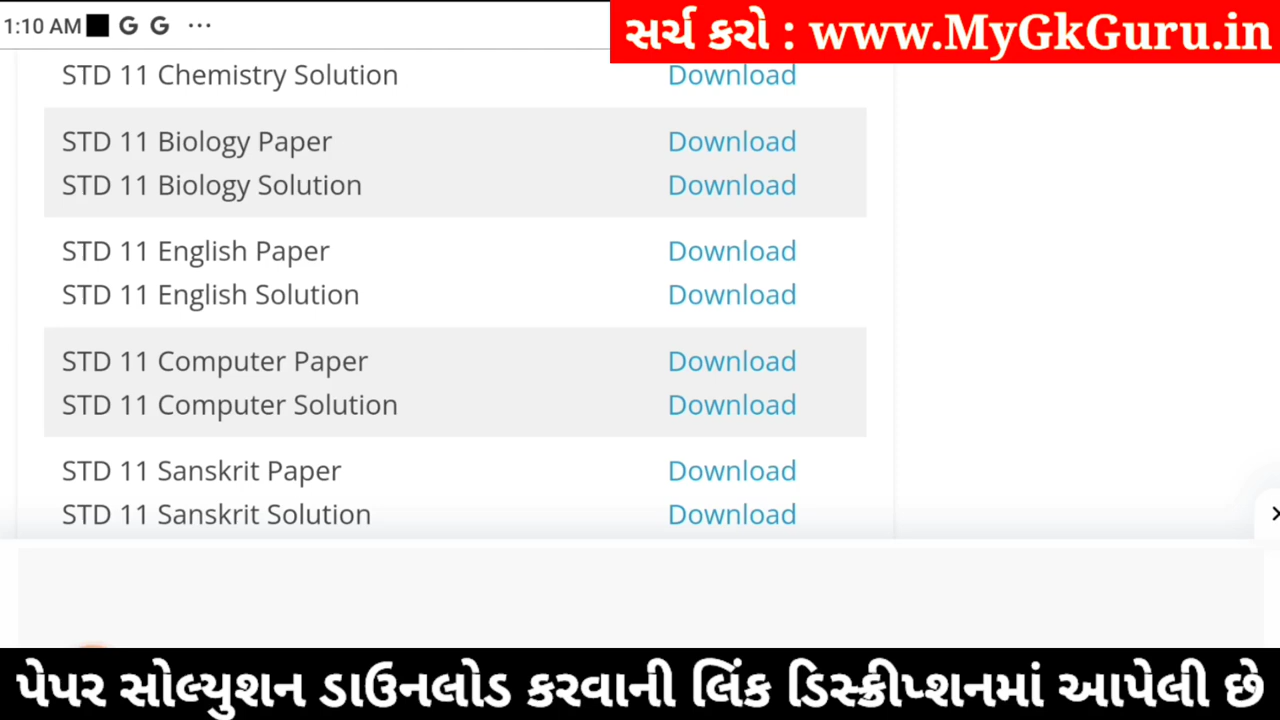 1:10 AM G G ...
સર્ચ કરો : www.MyGkGuru.in
STD 11 Chemistry Solution Download
STD 11 Biology Paper Download
STD 11 Biology Solution Download
STD 11 English Paper Download
STD 11 English Solution Download
STD 11 Computer Paper Download
STD 11 Computer Solution Download
STD 11 Sanskrit Paper Download
STD 11 Sanskrit Solution Download
પેપર સોલ્યુશન ડાઉનલોડ કરવાની લિંક ડિસ્ક્રીપ્શનમાં આપેલી છે